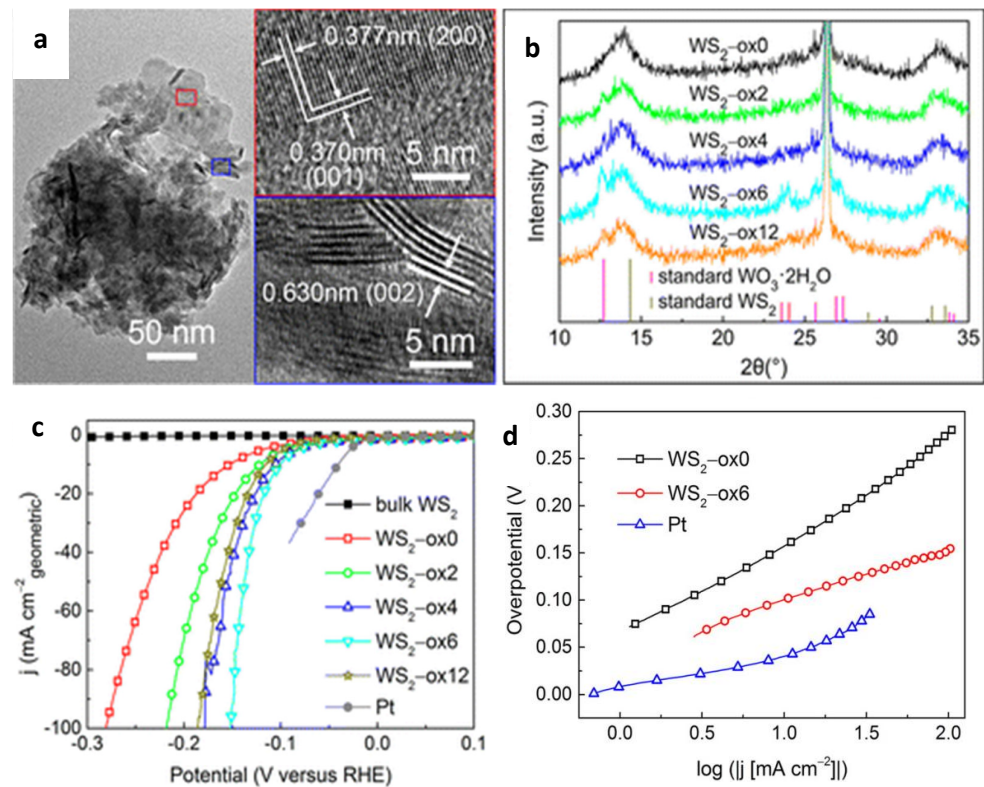 a
0.377nm (200)
0.370nm
(001)
5 nm
0.630nm (002)
5 nm
50 nm
b
WS₂–ox0
WS₂–ox2
WS₂–ox4
WS₂–ox6
WS₂–ox12
standard WO₃·2H₂O
standard WS₂
Intensity (a.u.)
10 15 20 25 30 35
2θ(°)
c
0
-20
-40
-60
-80
-100
j (mA cm⁻² geometric)
bulk WS₂
WS₂–ox0
WS₂–ox2
WS₂–ox4
WS₂–ox6
WS₂–ox12
Pt
-0.3 -0.2 -0.1 0.0 0.1
Potential (V versus RHE)
d
0.30
0.25
0.20
0.15
0.10
0.05
0.00
Overpotential (V
WS₂–ox0
WS₂–ox6
Pt
0.0 0.5 1.0 1.5 2.0
log (|j [mA cm⁻²]|)